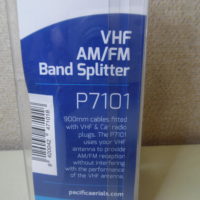 VHF
AM/FM
Band Splitter
P7101
900mm cables fitted
with VHF & Car radio
plugs. The P7101
uses your VHF
antenna to provide
AM/FM reception
without interfering
with the performance
of the VHF antenna.
pacificaerials.com